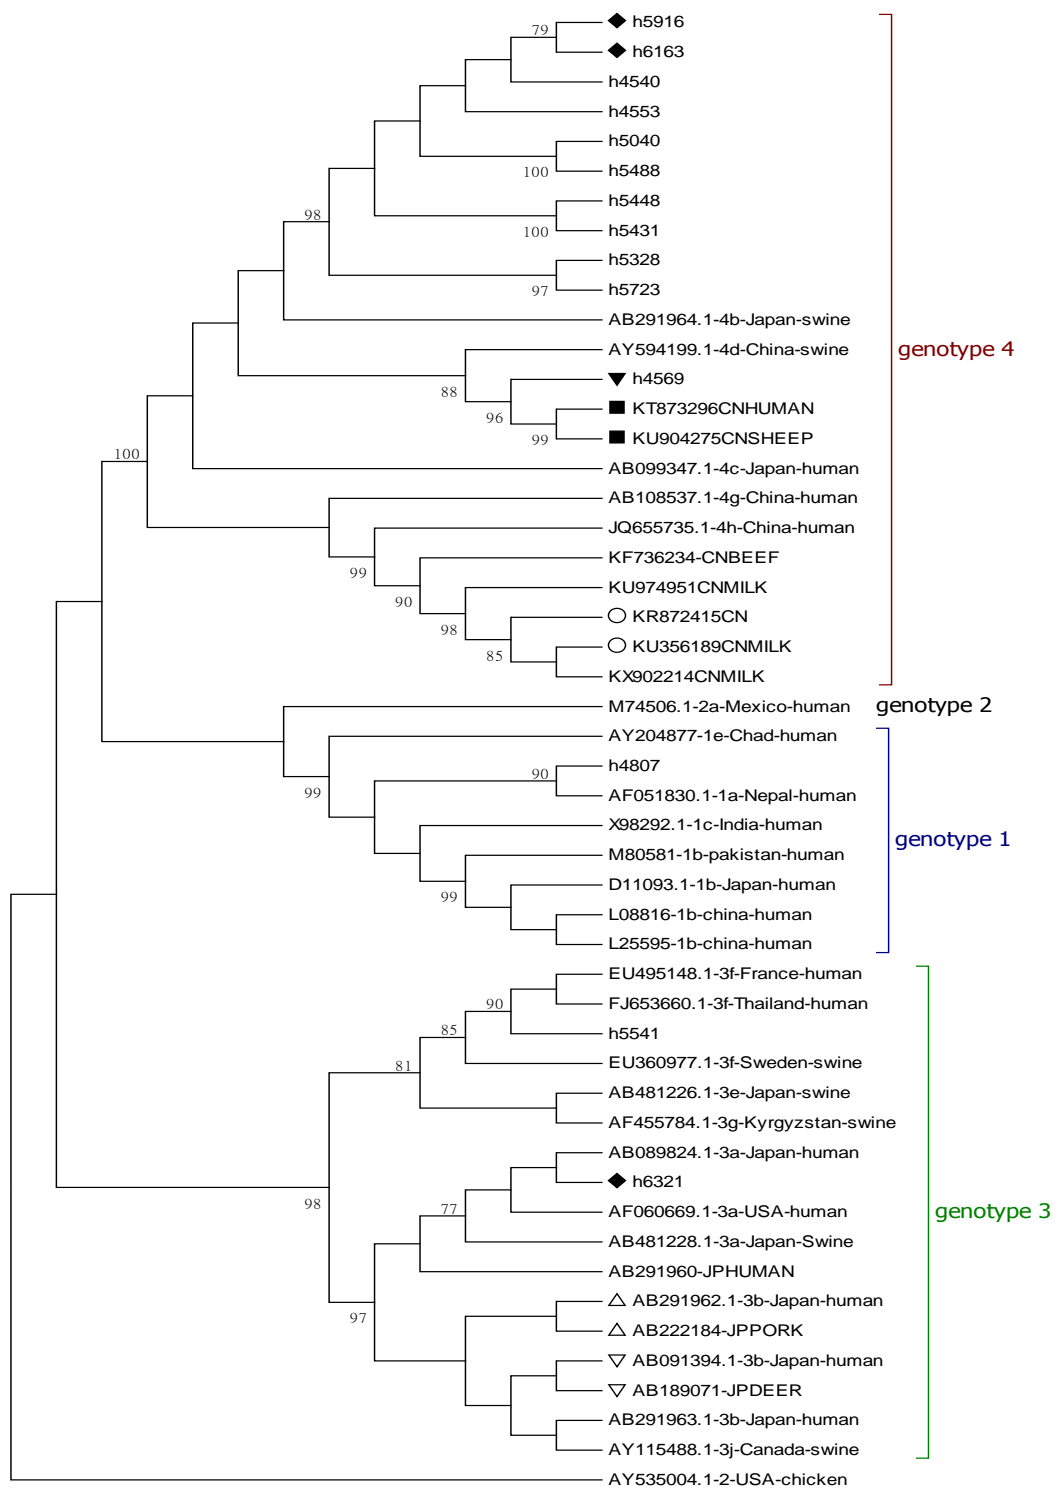 79
h5916
h6163
h4540
h4553
h5040
h5488
100
h5448
98
h5431
100
h5328
h5723
97
AB291964.1-4b-Japan-swine
AY594199.1-4d-China-swine
genotype 4
h4569
88
KT873296CNHUMAN
96
KU904275CNSHEEP
99
100
AB099347.1-4c-Japan-human
AB108537.1-4g-China-human
JQ655735.1-4h-China-human
KF736234-CNBEEF
99
KU974951CNMILK
90
KR872415CN
98
KU356189CNMILK
85
KX902214CNMILK
M74506.1-2a-Mexico-human
genotype 2
AY204877-1e-Chad-human
h4807
90
99
AF051830.1-1a-Nepal-human
X98292.1-1c-India-human
genotype 1
M80581-1b-pakistan-human
D11093.1-1b-Japan-human
99
L08816-1b-china-human
L25595-1b-china-human
EU495148.1-3f-France-human
FJ653660.1-3f-Thailand-human
90
h5541
85
EU360977.1-3f-Sweden-swine
81
AB481226.1-3e-Japan-swine
AF455784.1-3g-Kyrgyzstan-swine
AB089824.1-3a-Japan-human
h6321
98
AF060669.1-3a-USA-human
77
genotype 3
AB481228.1-3a-Japan-Swine
AB291960-JPHUMAN
AB291962.1-3b-Japan-human
97
AB222184-JPPORK
AB091394.1-3b-Japan-human
AB189071-JPDEER
AB291963.1-3b-Japan-human
AY115488.1-3j-Canada-swine
AY535004.1-2-USA-chicken